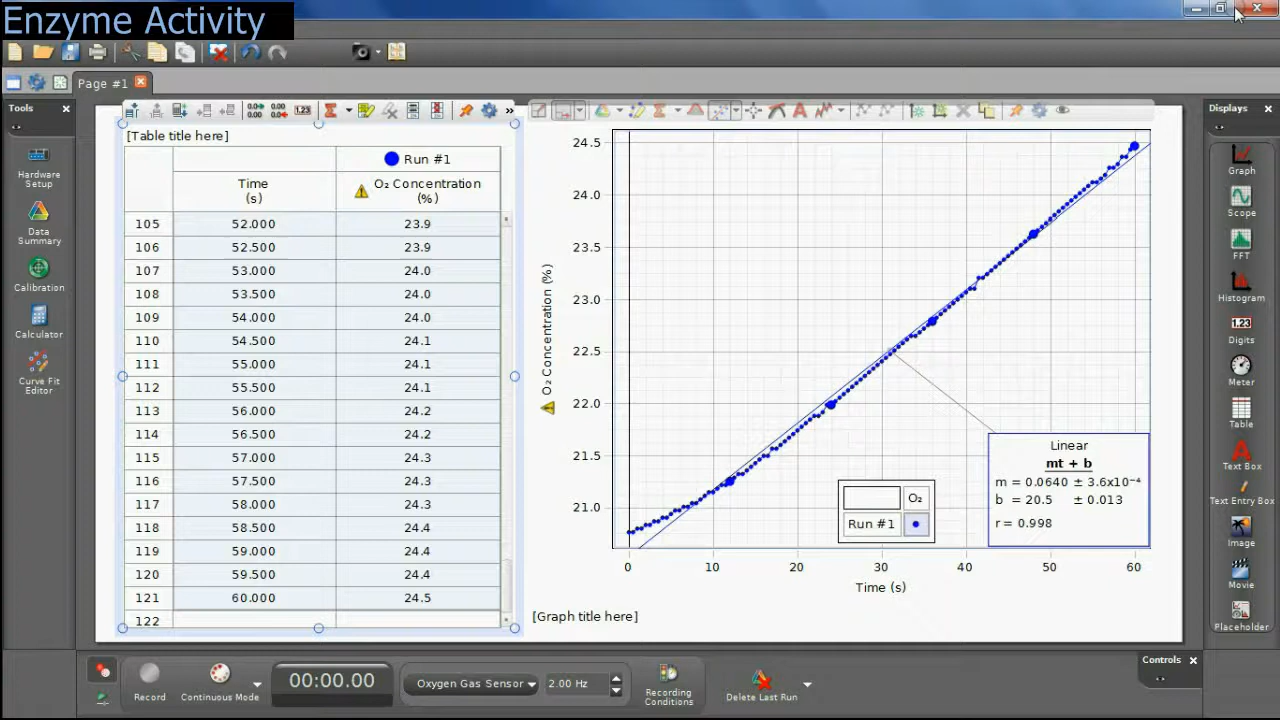 Enzyme Activity
Page #1
Tools
Displays
Hardware
Setup
Data
Summary
Calibration
Calculator
Curve Fit
Editor
[Table title here]
Run #1
Time
(s)
O₂ Concentration
(%)
105 52.000 23.9
106 52.500 23.9
107 53.000 24.0
108 53.500 24.0
109 54.000 24.0
110 54.500 24.1
111 55.000 24.1
112 55.500 24.1
113 56.000 24.2
114 56.500 24.2
115 57.000 24.3
116 57.500 24.3
117 58.000 24.3
118 58.500 24.4
119 59.000 24.4
120 59.500 24.4
121 60.000 24.5
122
O₂ Concentration (%)
24.5
24.0
23.5
23.0
22.5
22.0
21.5
21.0
Linear
mt + b
m = 0.0640 ± 3.6x10⁻⁴
b = 20.5 ± 0.013
r = 0.998
O₂
Run #1
0 10 20 30 40 50 60
Time (s)
[Graph title here]
Graph
Scope
FFT
Histogram
1.23
Digits
Meter
Table
Text Box
Text Entry Box
Image
Movie
Placeholder
Controls
Record
Continuous Mode
00:00.00
Oxygen Gas Sensor
2.00 Hz
Recording
Conditions
Delete Last Run